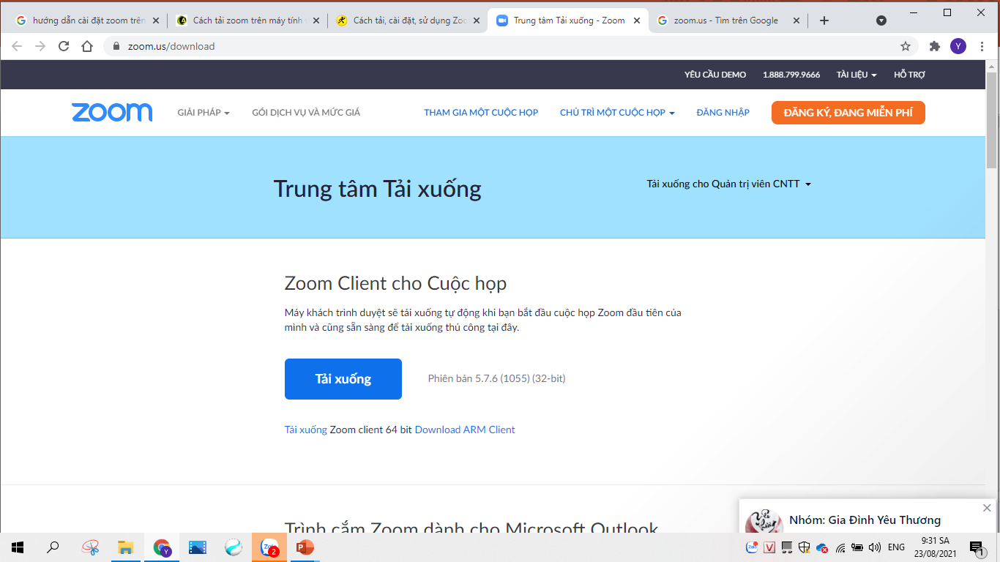 hướng dẫn cài đặt zoom trên
Cách tải zoom trên máy tính
Cách tải, cài đặt, sử dụng Zoo
Trung tâm Tải xuống - Zoom
zoom.us - Tìm trên Google
zoom.us/download
Y
YÊU CẦU DEMO 1.888.799.9666 TÀI LIỆU HỖ TRỢ
zoom GIẢI PHÁP GÓI DỊCH VỤ VÀ MỨC GIÁ THAM GIA MỘT CUỘC HỌP CHỦ TRÌ MỘT CUỘC HỌP ĐĂNG NHẬP ĐĂNG KÝ, ĐANG MIỄN PHÍ
Trung tâm Tải xuống
Tải xuống cho Quản trị viên CNTT
Zoom Client cho Cuộc họp
Máy khách trình duyệt sẽ tải xuống tự động khi bạn bắt đầu cuộc họp Zoom đầu tiên của
mình và cũng sẵn sàng để tải xuống thủ công tại đây.
Tải xuống
Phiên bản 5.7.6 (1055) (32-bit)
Tải xuống Zoom client 64 bit Download ARM Client
Trình cắm Zoom dành cho Microsoft Outlook
Nhóm: Gia Đình Yêu Thương
Y
Zalo
2
P
Zalo
V
ENG
9:31 SA
23/08/2021
1